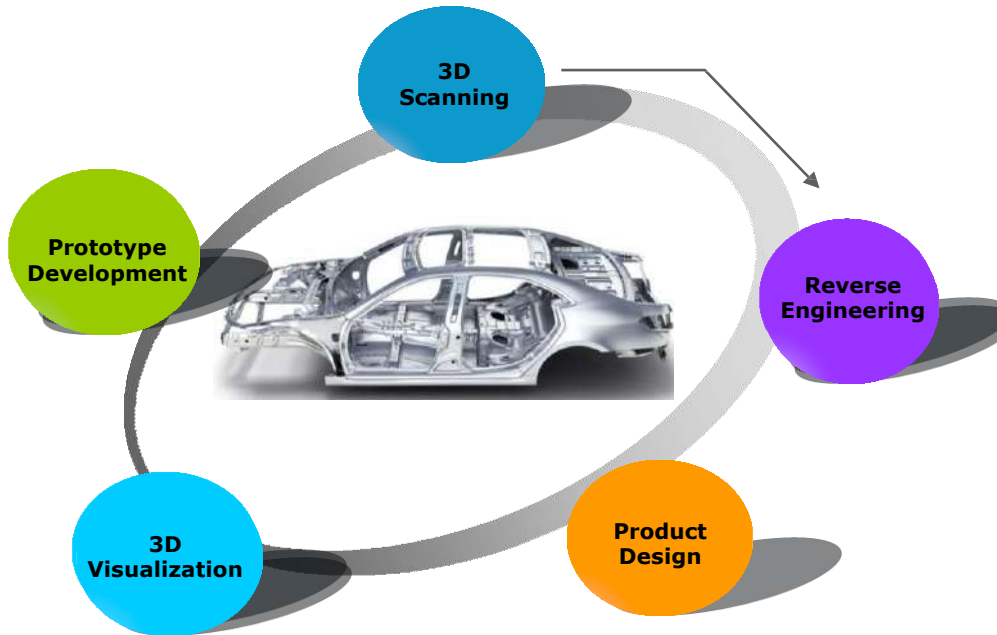 3D
Scanning
Reverse
Engineering
Product
Design
3D
Visualization
Prototype
Development